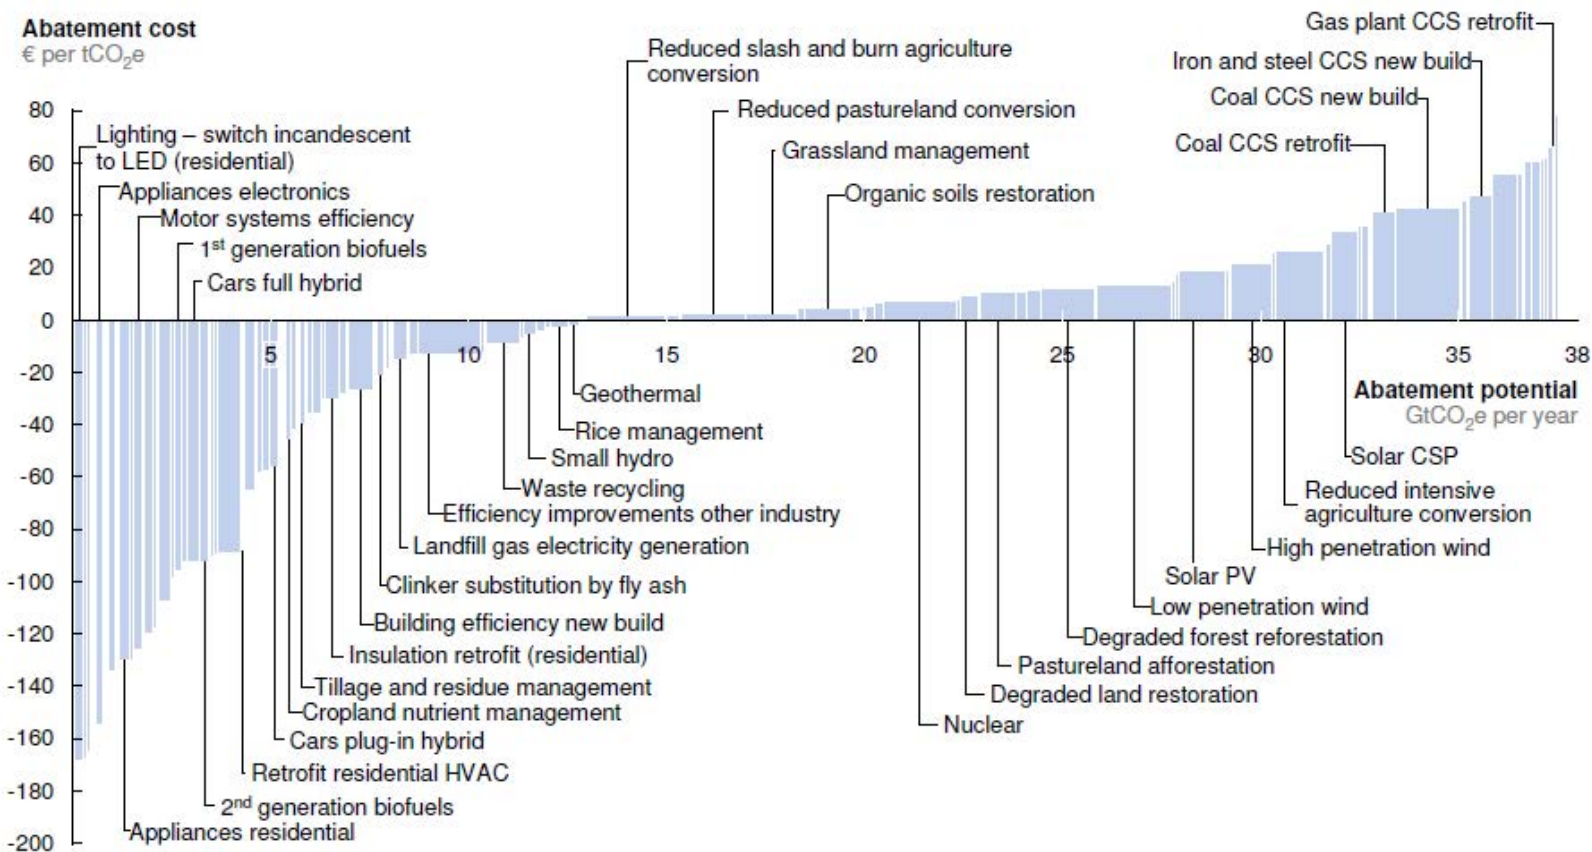 Abatement cost
€ per tCO₂e
Gas plant CCS retrofit
Reduced slash and burn agriculture
conversion
Iron and steel CCS new build
Coal CCS new build
80
Reduced pastureland conversion
Lighting – switch incandescent
to LED (residential)
Coal CCS retrofit
60
Grassland management
Appliances electronics
Organic soils restoration
40
Motor systems efficiency
1st generation biofuels
20
Cars full hybrid
0
5
10
15
20
25
30
35
38
-20
Abatement potential
GtCO₂e per year
Geothermal
-40
Rice management
Small hydro
Solar CSP
-60
Waste recycling
Reduced intensive
agriculture conversion
Efficiency improvements other industry
-80
Landfill gas electricity generation
High penetration wind
-100
Clinker substitution by fly ash
Solar PV
Building efficiency new build
Low penetration wind
-120
Insulation retrofit (residential)
Degraded forest reforestation
-140
Tillage and residue management
Pastureland afforestation
Cropland nutrient management
Degraded land restoration
-160
Cars plug-in hybrid
Nuclear
Retrofit residential HVAC
-180
2nd generation biofuels
Appliances residential
-200